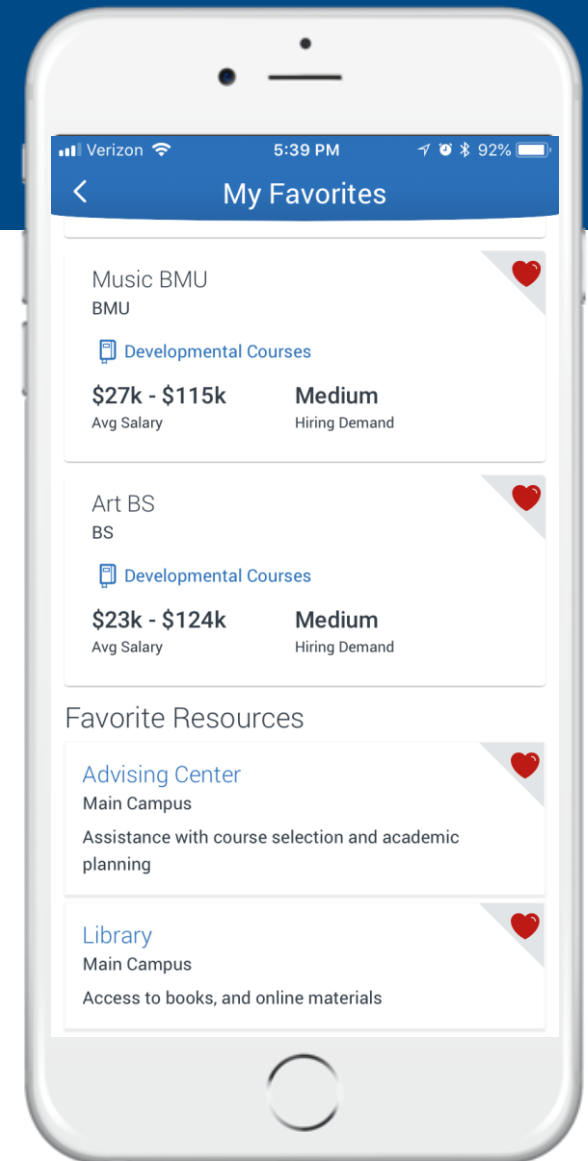 Verizon 5:39 PM 92%
My Favorites
Music BMU
BMU
Developmental Courses
$27k - $115k Medium
Avg Salary Hiring Demand
Art BS
BS
Developmental Courses
$23k - $124k Medium
Avg Salary Hiring Demand
Favorite Resources
Advising Center
Main Campus
Assistance with course selection and academic
planning
Library
Main Campus
Access to books, and online materials